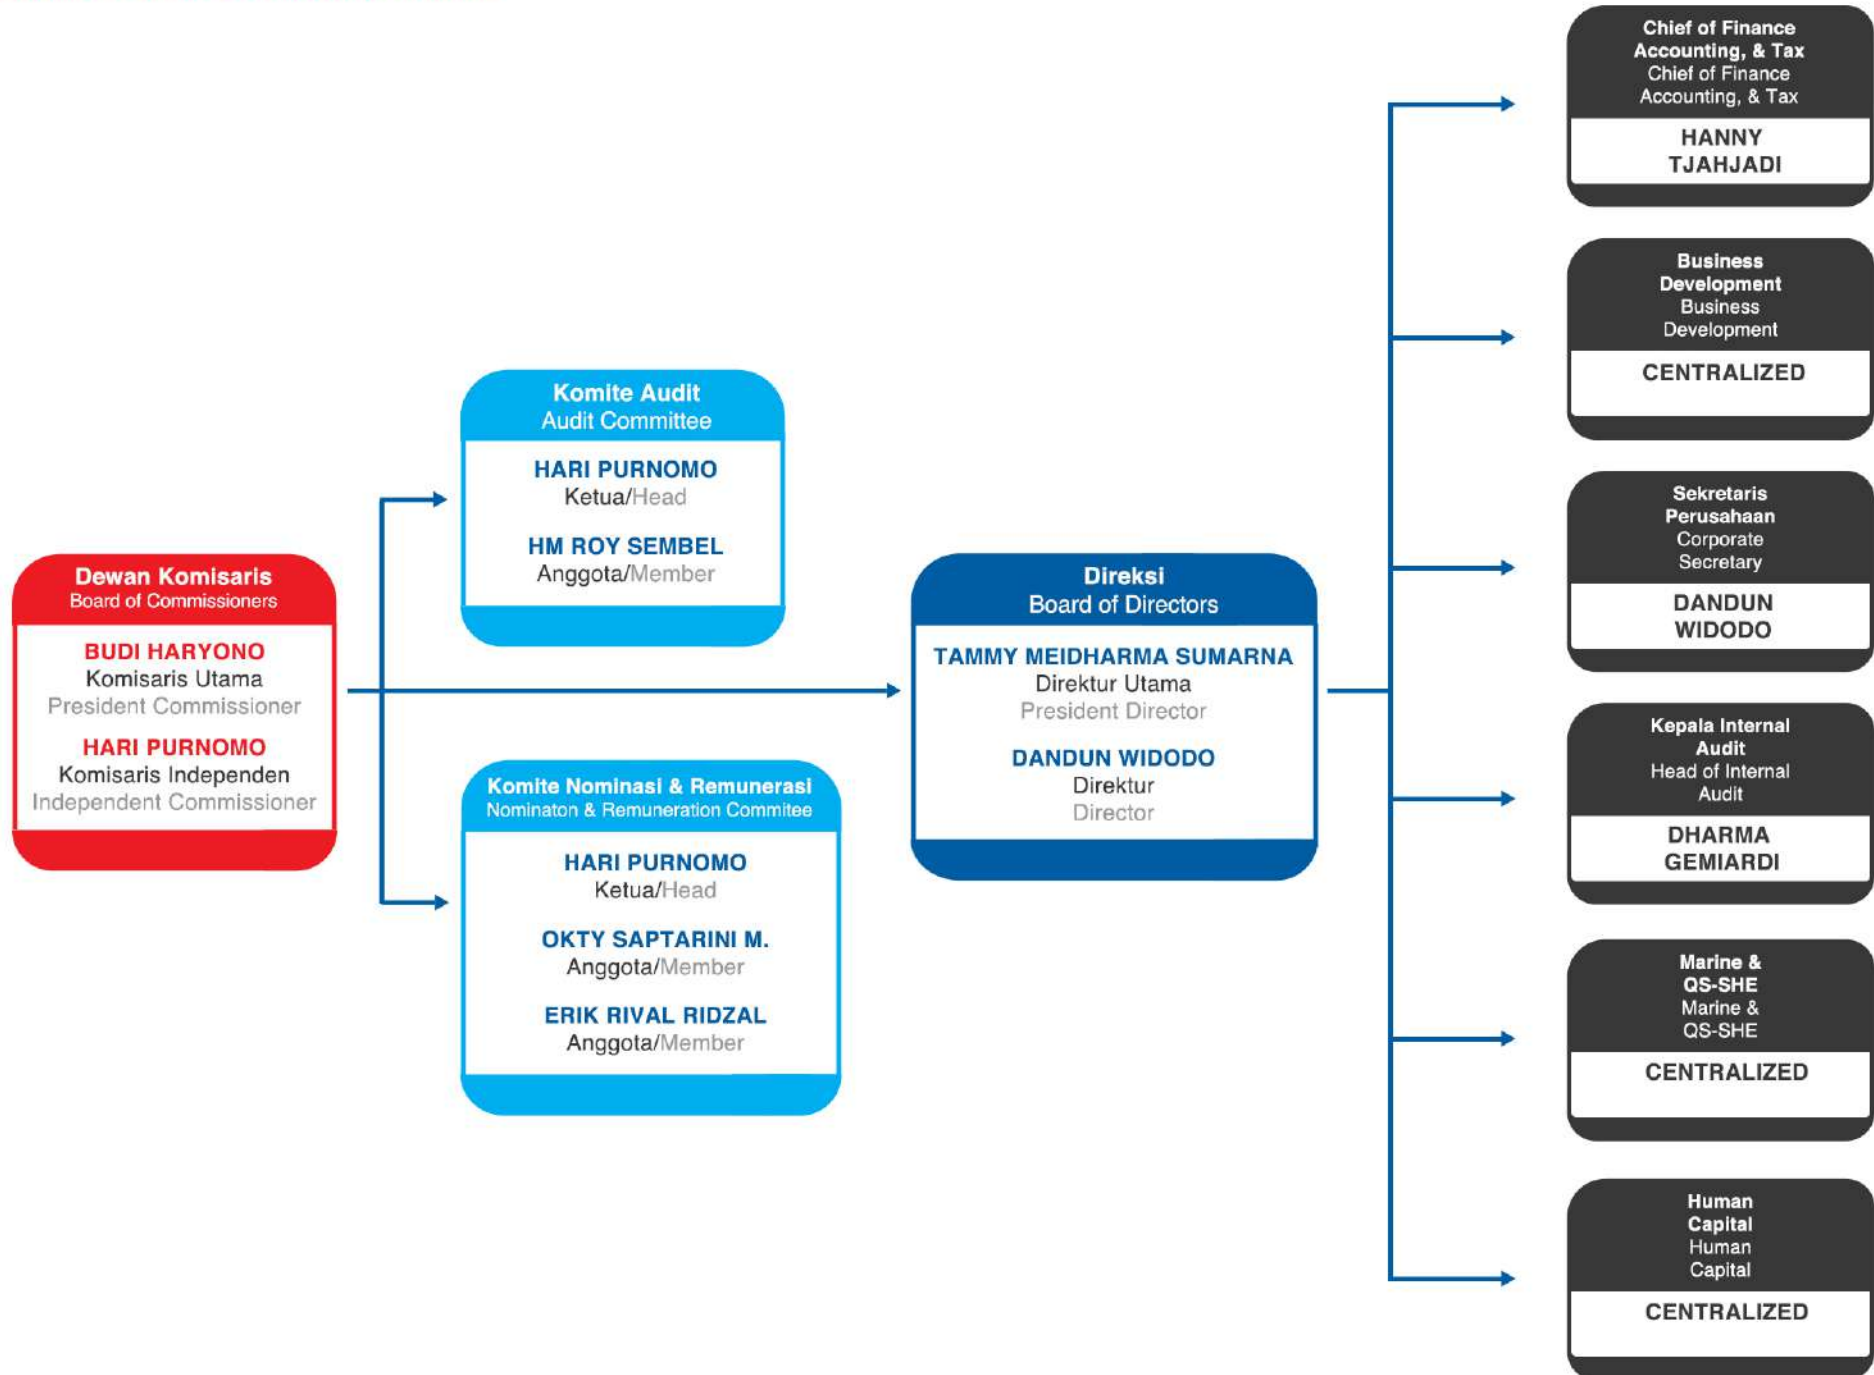 Dewan Komisaris
Board of Commissioners
BUDI HARYONO
Komisaris Utama
President Commissioner
HARI PURNOMO
Komisaris Independen
Independent Commissioner
Komite Audit
Audit Committee
HARI PURNOMO
Ketua/Head
HM ROY SEMBEL
Anggota/Member
Komite Nominasi & Remunerasi
Nominaton & Remuneration Commitee
HARI PURNOMO
Ketua/Head
OKTY SAPTARINI M.
Anggota/Member
ERIK RIVAL RIDZAL
Anggota/Member
Direksi
Board of Directors
TAMMY MEIDHARMA SUMARNA
Direktur Utama
President Director
DANDUN WIDODO
Direktur
Director
Chief of Finance
Accounting, & Tax
Chief of Finance
Accounting, & Tax
HANNY
TJAHJADI
Business
Development
Business
Development
CENTRALIZED
Sekretaris
Perusahaan
Corporate
Secretary
DANDUN
WIDODO
Kepala Internal
Audit
Head of Internal
Audit
DHARMA
GEMIARDI
Marine &
QS-SHE
Marine &
QS-SHE
CENTRALIZED
Human
Capital
Human
Capital
CENTRALIZED